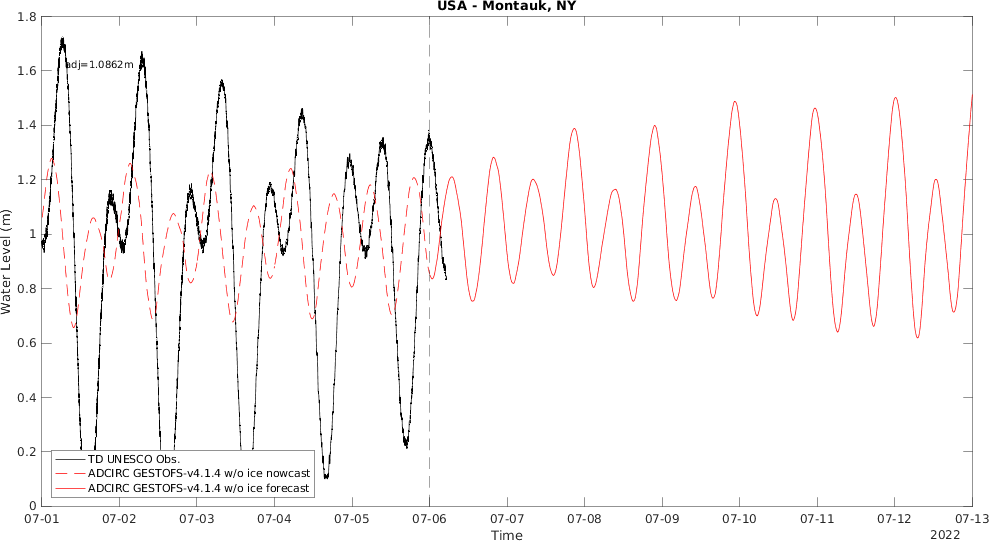 USA - Montauk, NY
1.8
1.6
1.4
1.2
1
0.8
0.6
0.4
0.2
0
Water Level (m)
adj=1.0862m
TD UNESCO Obs.
ADCIRC GESTOFS-v4.1.4 w/o ice nowcast
ADCIRC GESTOFS-v4.1.4 w/o ice forecast
07-01 07-02 07-03 07-04 07-05 07-06 07-07 07-08 07-09 07-10 07-11 07-12 07-13
Time
2022